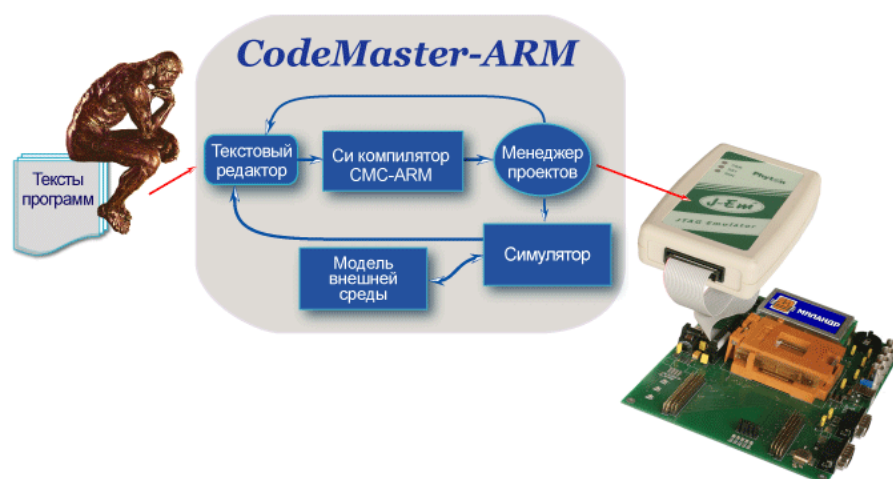 CodeMaster-ARM
Тексты
программ
Текстовый
редактор
Си компилятор
CMC-ARM
Менеджер
проектов
Модель
внешней
среды
Симулятор
Phyton
J-Em
JTAG Emulator
МИЛАНДР